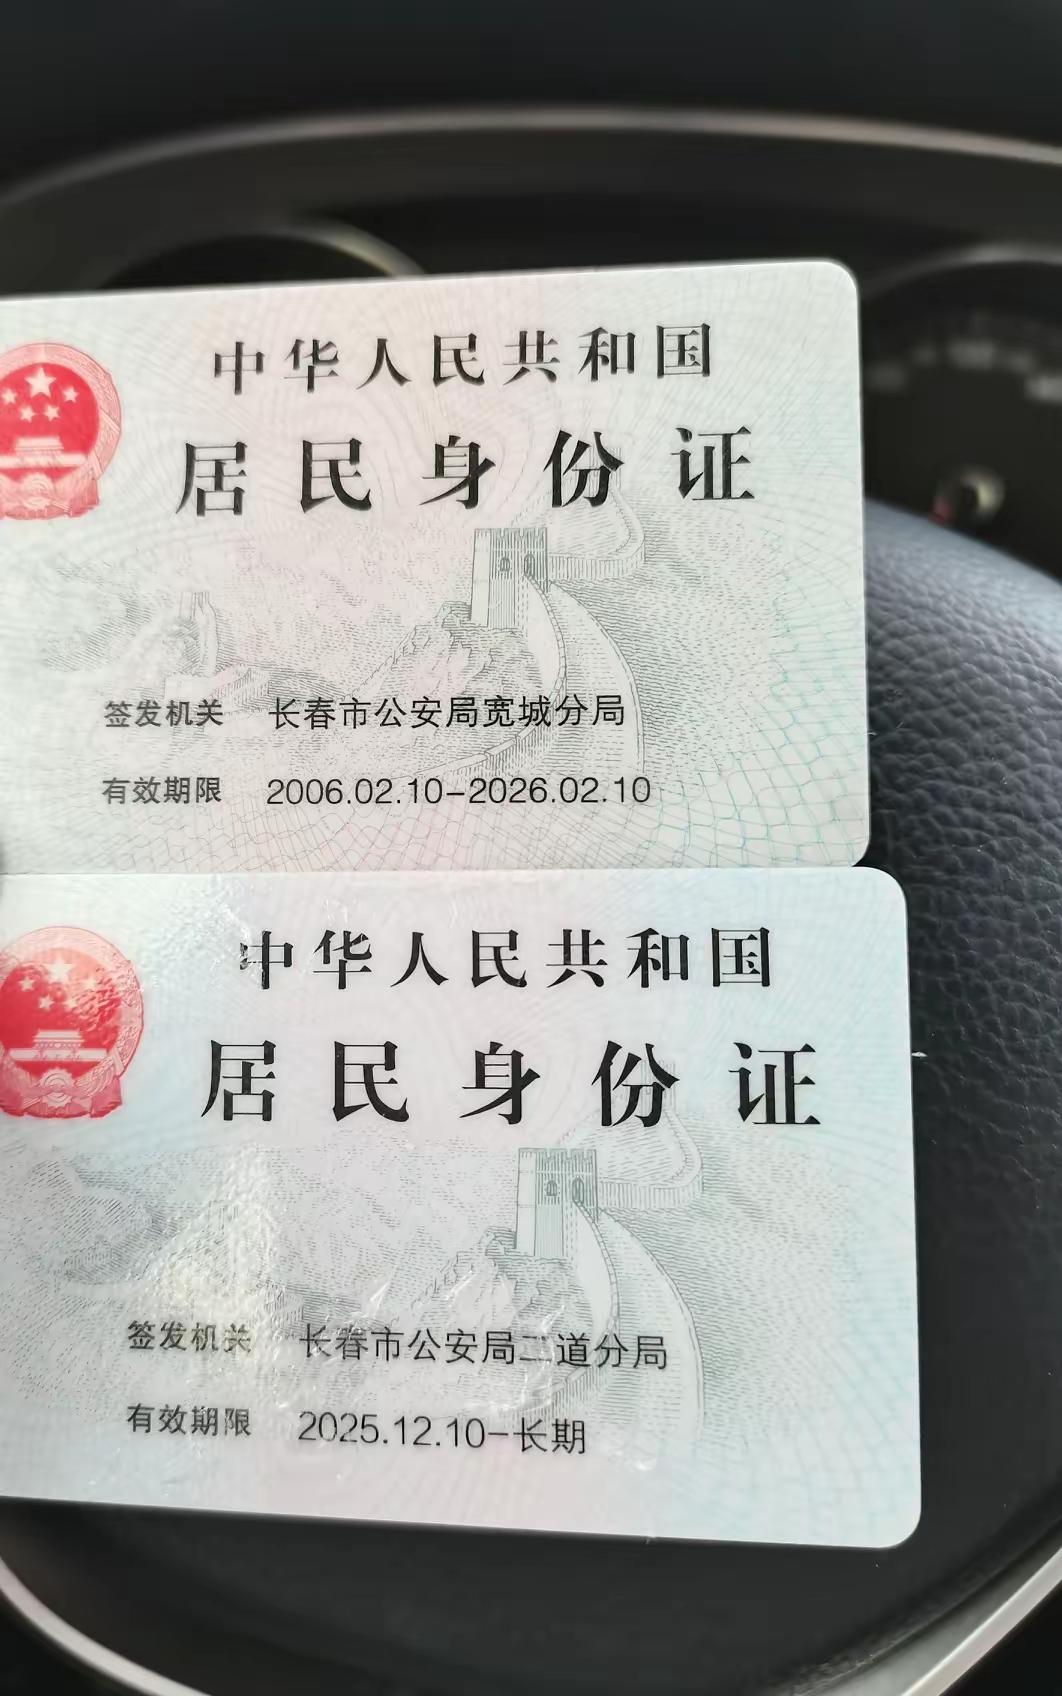 中华人民共和国
居民身份证
签发机关 长春市公安局宽城分局
有效期限 2006.02.10-2026.02.10
中华人民共和国
居民身份证
签发机关 长春市公安局二道分局
有效期限 2025.12.10-长期